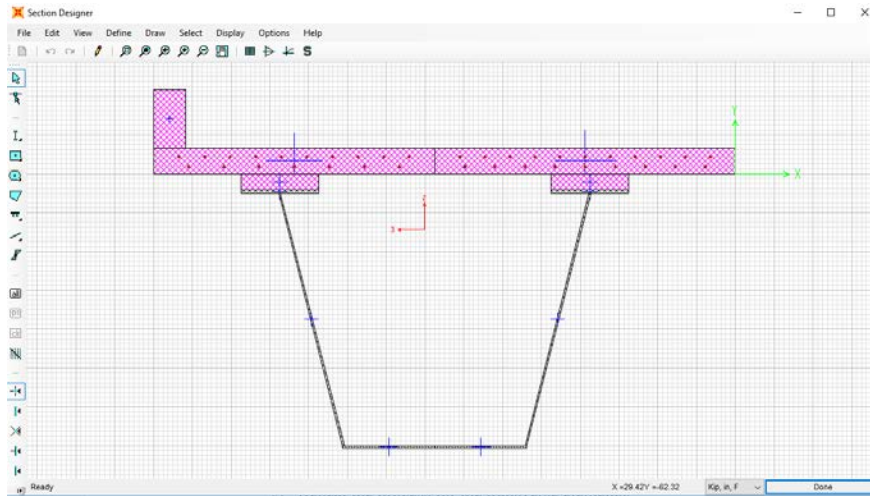 Section Designer
File Edit View Define Draw Select Display Options Help
Y
X
2
3
Ready
X =29.42Y =-62.32
Kip, in, F
Done